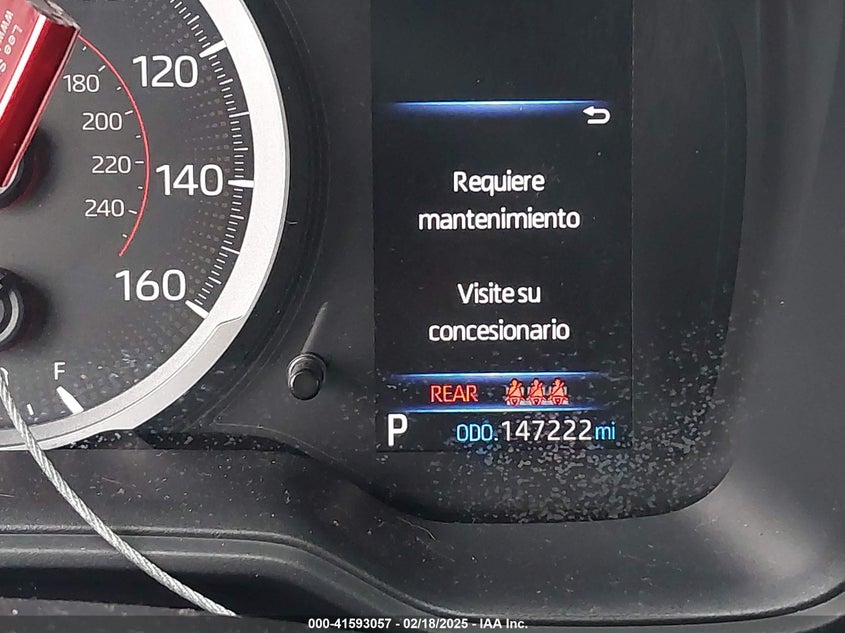 120
180
200
220
140
240
160
F
Requiere
mantenimiento
Visite su
concesionario
REAR
P ODO. 147222 mi
000-41593057 - 02/18/2025 - IAA Inc.